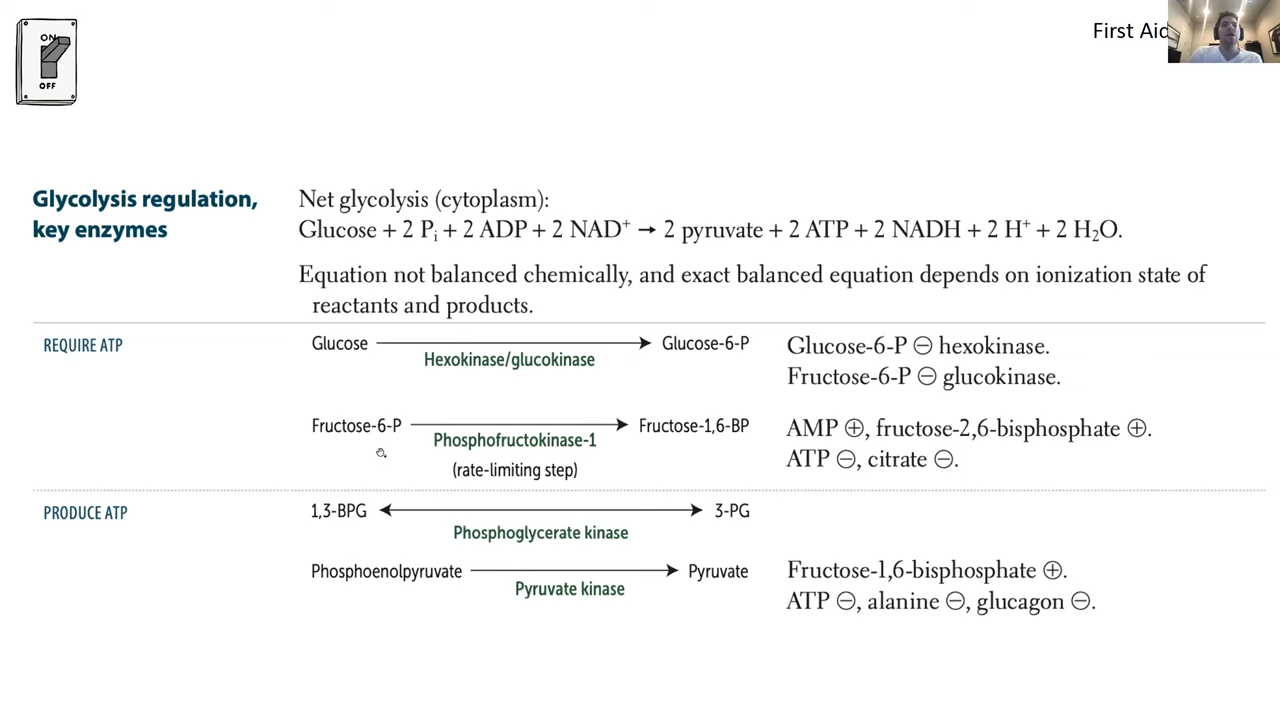 ON
OFF
First Aid
Glycolysis regulation,
key enzymes
Net glycolysis (cytoplasm):
Glucose + 2 Pᵢ + 2 ADP + 2 NAD⁺ → 2 pyruvate + 2 ATP + 2 NADH + 2 H⁺ + 2 H₂O.
Equation not balanced chemically, and exact balanced equation depends on ionization state of
reactants and products.
REQUIRE ATP
Glucose → Glucose-6-P
Hexokinase/glucokinase
Glucose-6-P ⊖ hexokinase.
Fructose-6-P ⊖ glucokinase.
Fructose-6-P → Fructose-1,6-BP
Phosphofructokinase-1
(rate-limiting step)
AMP ⊕, fructose-2,6-bisphosphate ⊕.
ATP ⊖, citrate ⊖.
PRODUCE ATP
1,3-BPG ↔ 3-PG
Phosphoglycerate kinase
Phosphoenolpyruvate → Pyruvate
Pyruvate kinase
Fructose-1,6-bisphosphate ⊕.
ATP ⊖, alanine ⊖, glucagon ⊖.